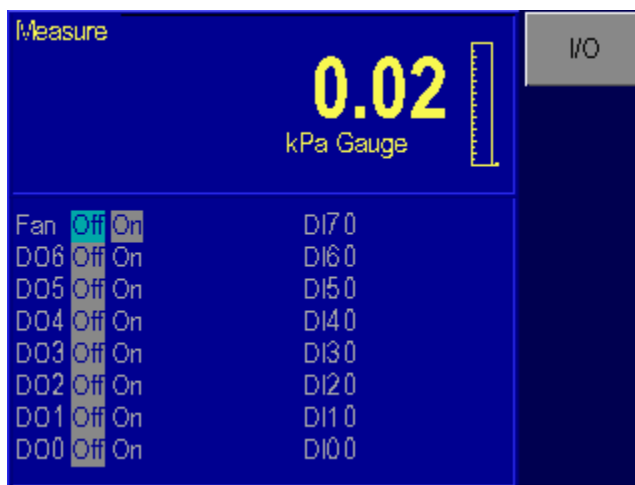 Measure
I/O
0.02
kPa Gauge
Fan Off On DI7 0
DO6 Off On DI6 0
DO5 Off On DI5 0
DO4 Off On DI4 0
DO3 Off On DI3 0
DO2 Off On DI2 0
DO1 Off On DI1 0
DO0 Off On DI0 0